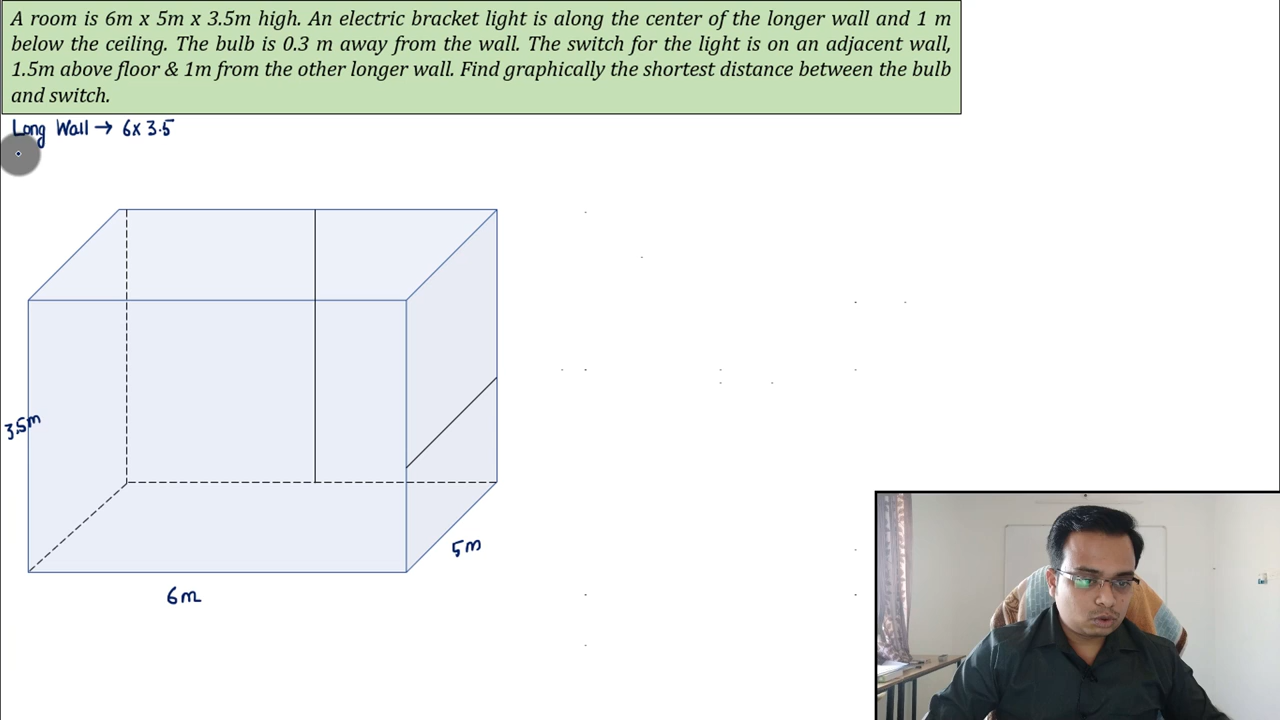 A room is 6m x 5m x 3.5m high. An electric bracket light is along the center of the longer wall and 1 m
below the ceiling. The bulb is 0.3 m away from the wall. The switch for the light is on an adjacent wall,
1.5m above floor & 1m from the other longer wall. Find graphically the shortest distance between the bulb
and switch.
Long Wall → 6x 3.5
3.5m
5m
6m